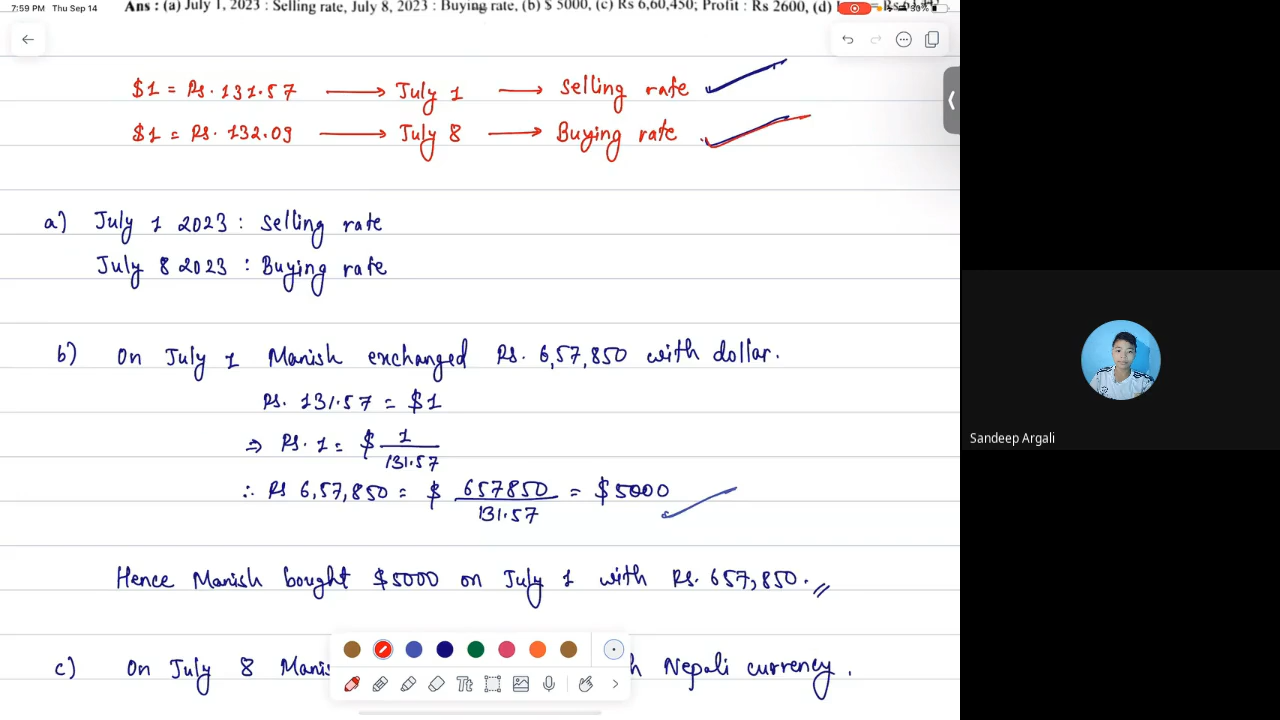 7:59 PM Thu Sep 14
Ans : (a) July 1, 2023 : Selling rate, July 8, 2023 : Buying rate, (b) $ 5000, (c) Rs 6,60,450; Profit : Rs 2600, (d)
$1 = Rs. 131.57 → July 1 → Selling rate
$1 = Rs. 132.09 → July 8 → Buying rate
a) July 1 2023 : Selling rate
July 8 2023 : Buying rate
b) On July 1 Manish exchanged Rs. 6,57,850 with dollar.
Rs. 131.57 = $1
⇒ Rs. 1 = $ 1/131.57
∴ Rs 6,57,850 = $ 657850/131.57 = $5000
Hence Manish bought $5000 on July 1 with Rs. 657,850.
c) On July 8 Nepali currency.
Tt
Sandeep Argali